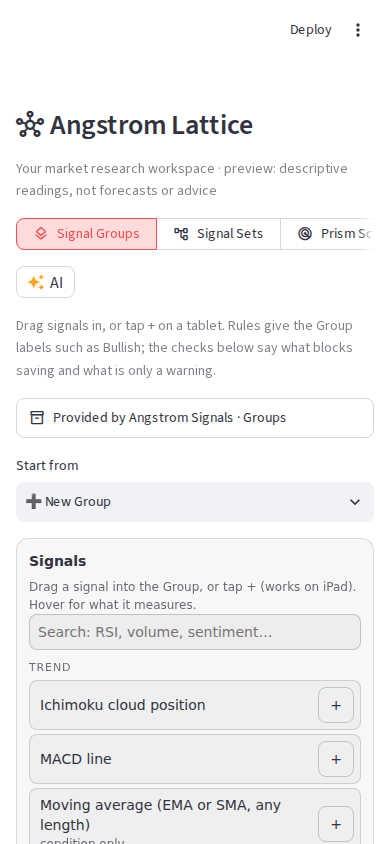 Deploy
Angstrom Lattice
Your market research workspace · preview: descriptive
readings, not forecasts or advice
Signal Groups
Signal Sets
Prism Sc
AI
Drag signals in, or tap + on a tablet. Rules give the Group
labels such as Bullish; the checks below say what blocks
saving and what is only a warning.
Provided by Angstrom Signals · Groups
Start from
➕ New Group
Signals
Drag a signal into the Group, or tap + (works on iPad).
Hover for what it measures.
Search: RSI, volume, sentiment...
TREND
Ichimoku cloud position
+
MACD line
+
Moving average (EMA or SMA, any
length)
+
condition only